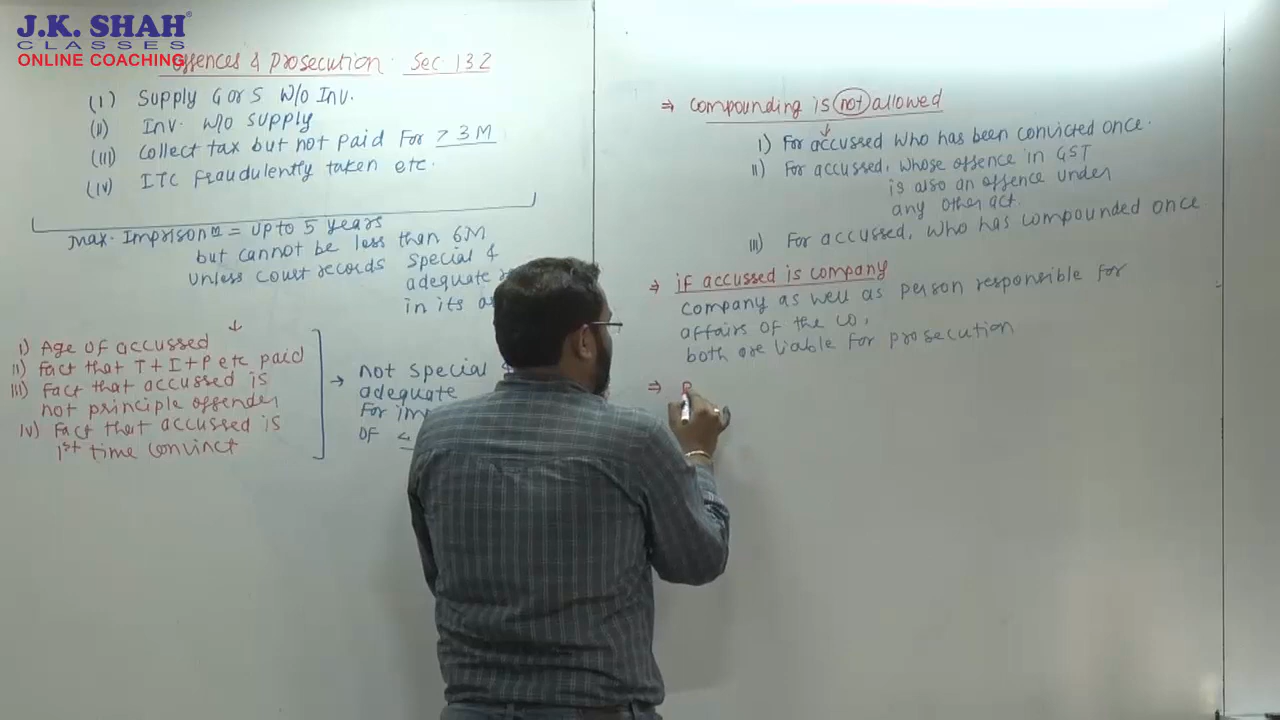 J.K. SHAH®
CLASSES
ONLINE COACHING
offences & Prosecution. Sec. 132
(I) Supply G or S W/O Inv.
(II) Inv. W/O Supply
(III) Collect tax but not paid For > 3 M
(IV) ITC Fraudulently taken etc.
Max. Imprisonⁿ = upto 5 years
but cannot be less than 6M
unless court records special &
adequate
in its
I) Age of accussed
II) Fact that T + I + P etc paid
III) Fact that accussed is
not principle offender
IV) Fact that accussed is
1st time convinct
→ not special
adequate
For
OF <
⇒ Compounding is not allowed
I) For accussed who has been convicted once.
II) For accussed, whose offence in GST
is also an offence under
any other act.
III) For accussed, who has compounded once
⇒ if accussed is company
company as well as person responsible for
affairs of the co,
both are liable for prosecution
⇒